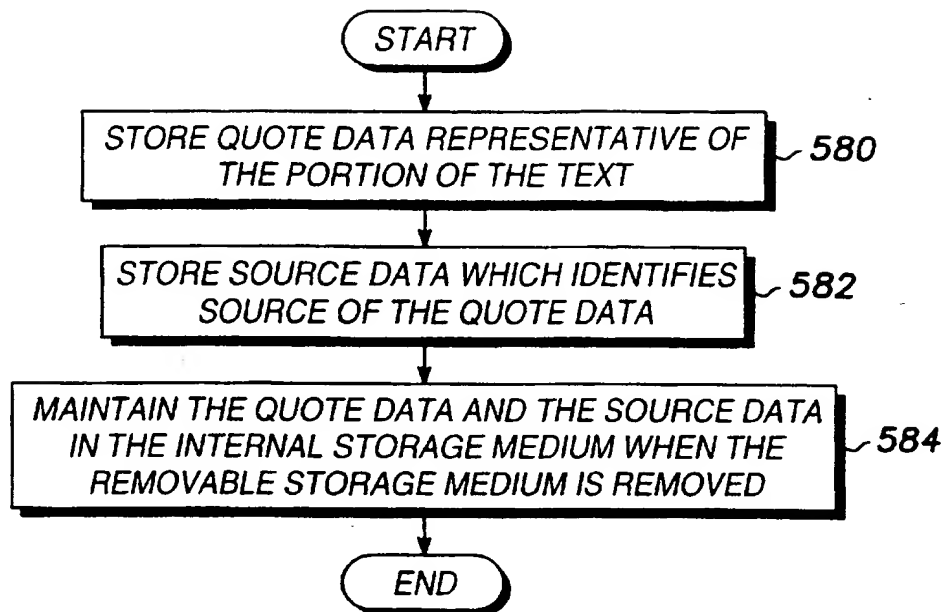 START
STORE QUOTE DATA REPRESENTATIVE OF
THE PORTION OF THE TEXT
580
STORE SOURCE DATA WHICH IDENTIFIES
SOURCE OF THE QUOTE DATA
582
MAINTAIN THE QUOTE DATA AND THE SOURCE DATA
IN THE INTERNAL STORAGE MEDIUM WHEN THE
REMOVABLE STORAGE MEDIUM IS REMOVED
584
END